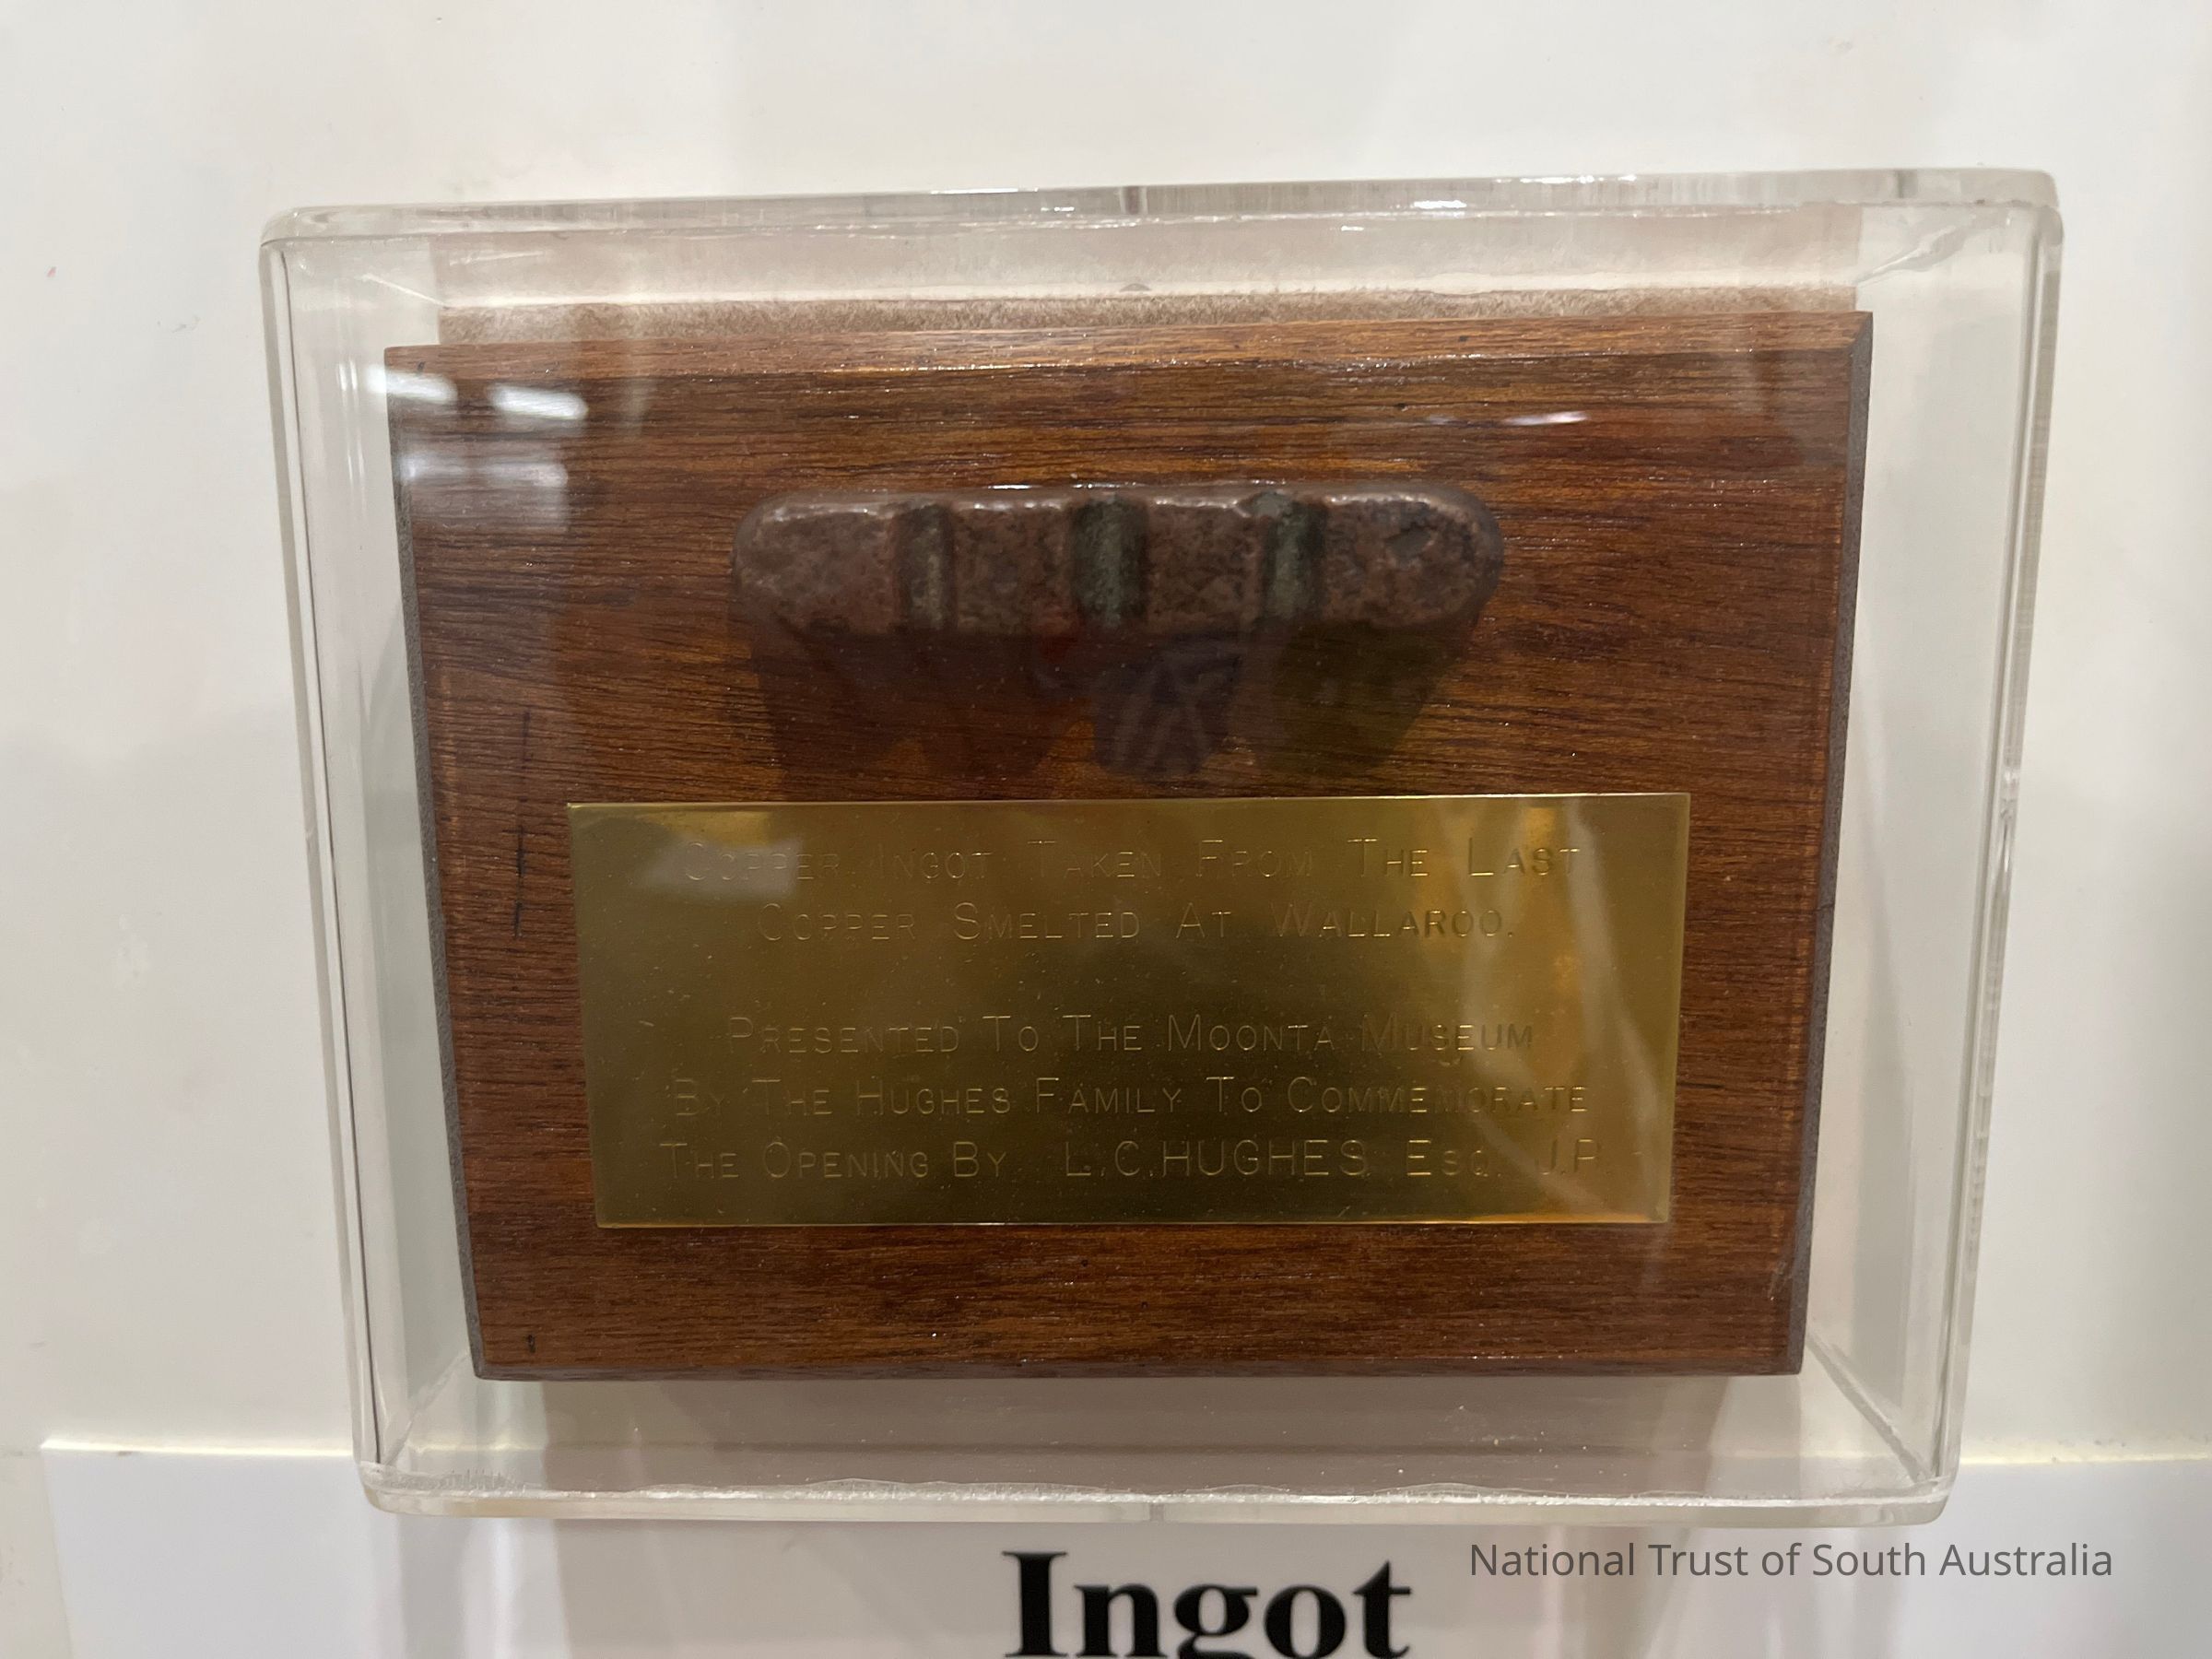 Copper Ingot Taken From The Last
Copper Smelted At Wallaroo.
Presented To The Moonta Museum
By The Hughes Family To Commemorate
The Opening By L.C.HUGHES Esq. J.P.
Ingot
National Trust of South Australia